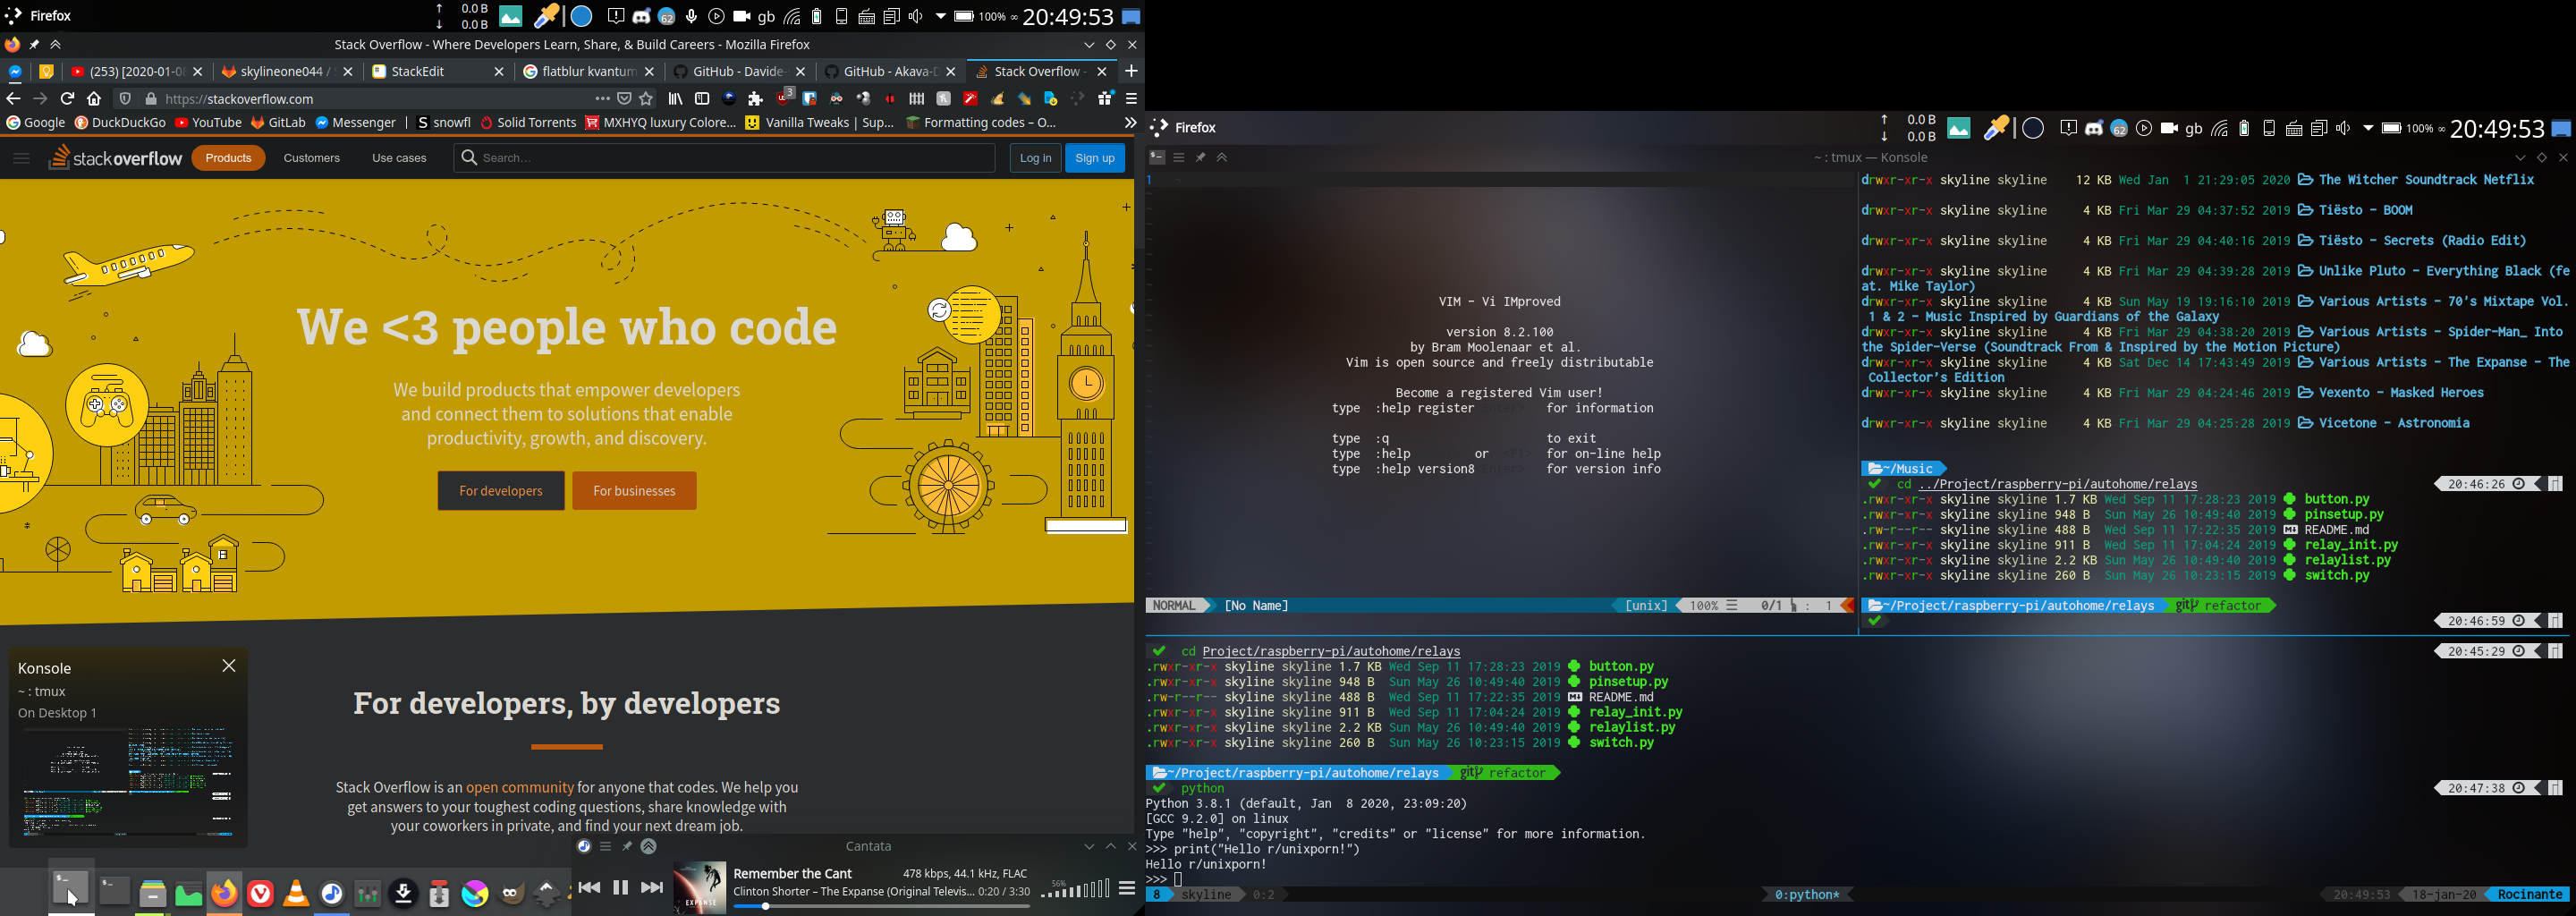 Firefox
↑ 0.0 B
↓ 0.0 B
62
gb
100% ∞ 20:49:53
Stack Overflow - Where Developers Learn, Share, & Build Careers - Mozilla Firefox
(253) [2020-01-08
skylineone044 /
StackEdit
flatblur kvantum
GitHub - Davide-
GitHub - Akava-D
Stack Overflow -
https://stackoverflow.com
3
Google DuckDuckGo YouTube GitLab Messenger | snowfl Solid Torrents MXHYQ luxury Colore... Vanilla Tweaks | Sup... Formatting codes – O...
stackoverflow Products Customers Use cases Search... Log in Sign up
We <3 people who code
We build products that empower developers
and connect them to solutions that enable
productivity, growth, and discovery.
For developers For businesses
For developers, by developers
Stack Overflow is an open community for anyone that codes. We help you
get answers to your toughest coding questions, share knowledge with
your coworkers in private, and find your next dream job.
Konsole
~ : tmux
On Desktop 1
Cantata
Remember the Cant 478 kbps, 44.1 kHz, FLAC
Clinton Shorter – The Expanse (Original Televis... 0:20 / 3:30
56%
EXPANSE
Firefox
↑ 0.0 B
↓ 0.0 B
62
gb
100% ∞ 20:49:53
~ : tmux — Konsole
1
VIM - Vi IMproved
version 8.2.100
by Bram Moolenaar et al.
Vim is open source and freely distributable
Become a registered Vim user!
type :help register<Enter> for information
type :q to exit
type :help or <F1> for on-line help
type :help version8<Enter> for version info
NORMAL [No Name] [unix] 100% ☰ 0/1 : 1
drwxr-xr-x skyline skyline 12 KB Wed Jan 1 21:29:05 2020 The Witcher Soundtrack Netflix
drwxr-xr-x skyline skyline 4 KB Fri Mar 29 04:37:52 2019 Tiësto - BOOM
drwxr-xr-x skyline skyline 4 KB Fri Mar 29 04:40:16 2019 Tiësto - Secrets (Radio Edit)
drwxr-xr-x skyline skyline 4 KB Fri Mar 29 04:39:28 2019 Unlike Pluto - Everything Black (fe
at. Mike Taylor)
drwxr-xr-x skyline skyline 4 KB Sun May 19 19:16:10 2019 Various Artists - 70's Mixtape Vol.
1 & 2 - Music Inspired by Guardians of the Galaxy
drwxr-xr-x skyline skyline 4 KB Fri Mar 29 04:38:20 2019 Various Artists - Spider-Man_ Into
the Spider-Verse (Soundtrack From & Inspired by the Motion Picture)
drwxr-xr-x skyline skyline 4 KB Sat Dec 14 17:43:49 2019 Various Artists - The Expanse - The
Collector's Edition
drwxr-xr-x skyline skyline 4 KB Fri Mar 29 04:24:46 2019 Vexento - Masked Heroes
drwxr-xr-x skyline skyline 4 KB Fri Mar 29 04:25:28 2019 Vicetone - Astronomia
~/Music
✔ cd ../Project/raspberry-pi/autohome/relays 20:46:26
.rwxr-xr-x skyline skyline 1.7 KB Wed Sep 11 17:28:23 2019 button.py
.rwxr-xr-x skyline skyline 948 B Sun May 26 10:49:40 2019 pinsetup.py
.rw-r--r-- skyline skyline 488 B Wed Sep 11 17:22:35 2019 README.md
.rwxr-xr-x skyline skyline 911 B Wed Sep 11 17:04:24 2019 relay_init.py
.rwxr-xr-x skyline skyline 2.2 KB Sun May 26 10:49:40 2019 relaylist.py
.rwxr-xr-x skyline skyline 260 B Sun May 26 10:23:15 2019 switch.py
~/Project/raspberry-pi/autohome/relays git refactor
✔ 20:46:59
✔ cd Project/raspberry-pi/autohome/relays 20:45:29
.rwxr-xr-x skyline skyline 1.7 KB Wed Sep 11 17:28:23 2019 button.py
.rwxr-xr-x skyline skyline 948 B Sun May 26 10:49:40 2019 pinsetup.py
.rw-r--r-- skyline skyline 488 B Wed Sep 11 17:22:35 2019 README.md
.rwxr-xr-x skyline skyline 911 B Wed Sep 11 17:04:24 2019 relay_init.py
.rwxr-xr-x skyline skyline 2.2 KB Sun May 26 10:49:40 2019 relaylist.py
.rwxr-xr-x skyline skyline 260 B Sun May 26 10:23:15 2019 switch.py
~/Project/raspberry-pi/autohome/relays git refactor
✔ python 20:47:38
Python 3.8.1 (default, Jan 8 2020, 23:09:20)
[GCC 9.2.0] on linux
Type "help", "copyright", "credits" or "license" for more information.
>>> print("Hello r/unixporn!")
Hello r/unixporn!
>>>
8 skyline 0:2 0:python* 20:49:53 18-jan-20 Rocinante